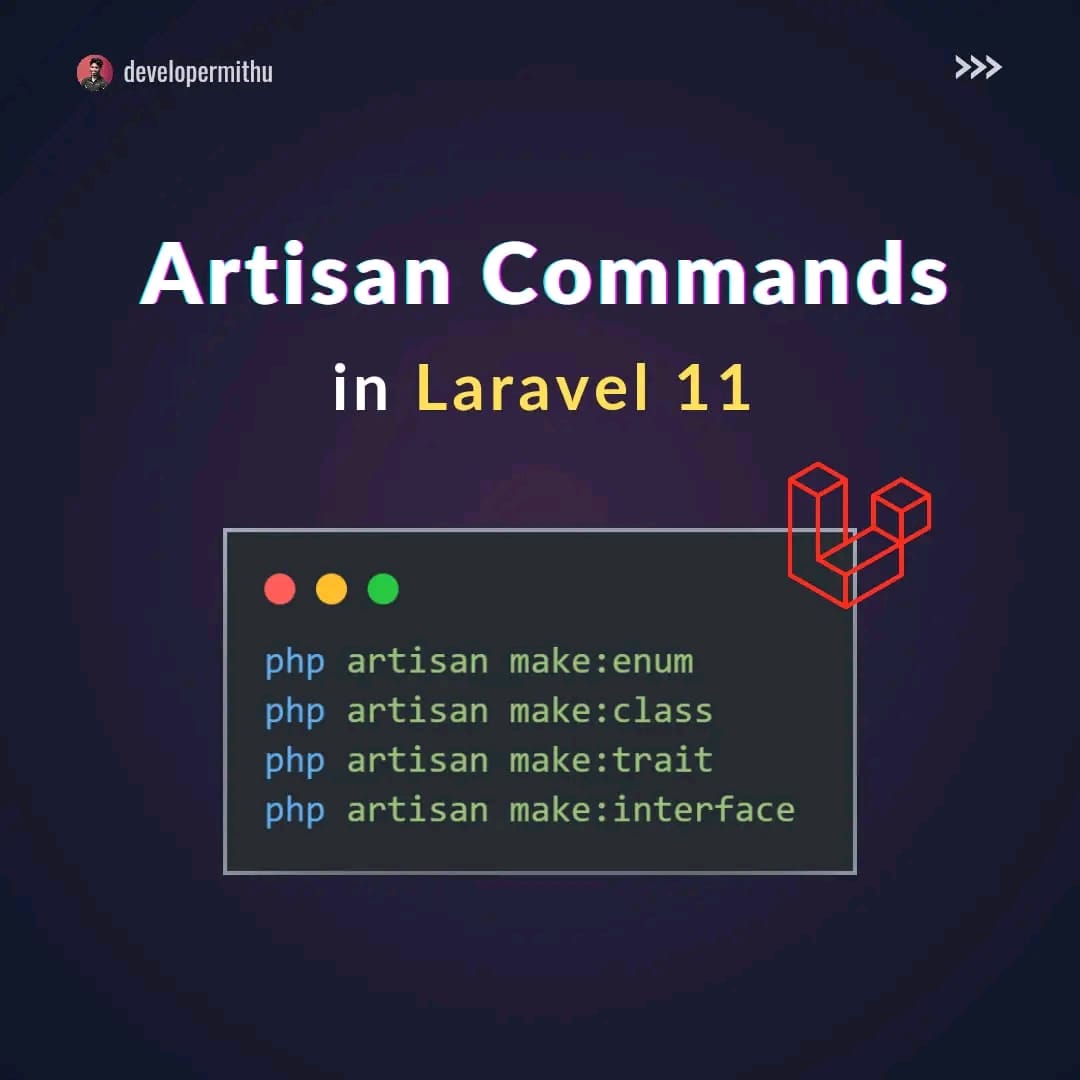 developermithu
>>>
Artisan Commands
in Laravel 11
php artisan make:enum
php artisan make:class
php artisan make:trait
php artisan make:interface